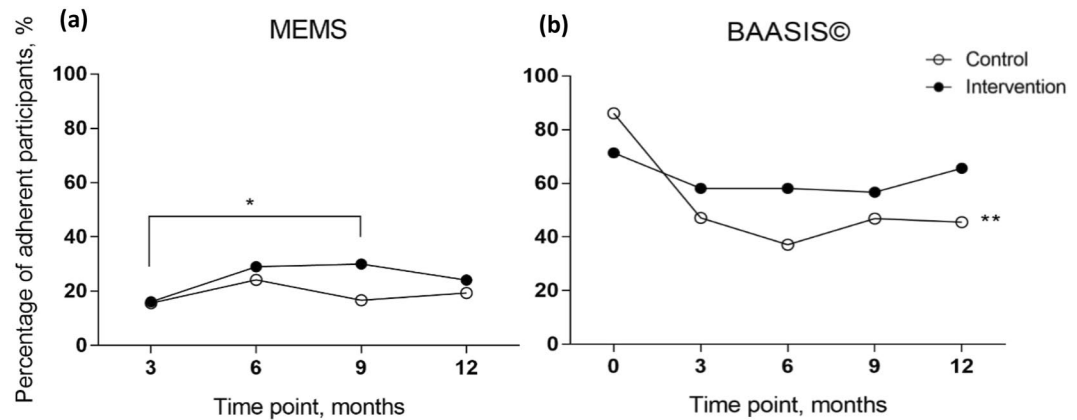 (a)
MEMS
Percentage of adherent participants, %
100
80
60
40
20
0
*
3 6 9 12
Time point, months
(b)
BAASIS©
Control
Intervention
100
80
60
40
20
0
**
0 3 6 9 12
Time point, months